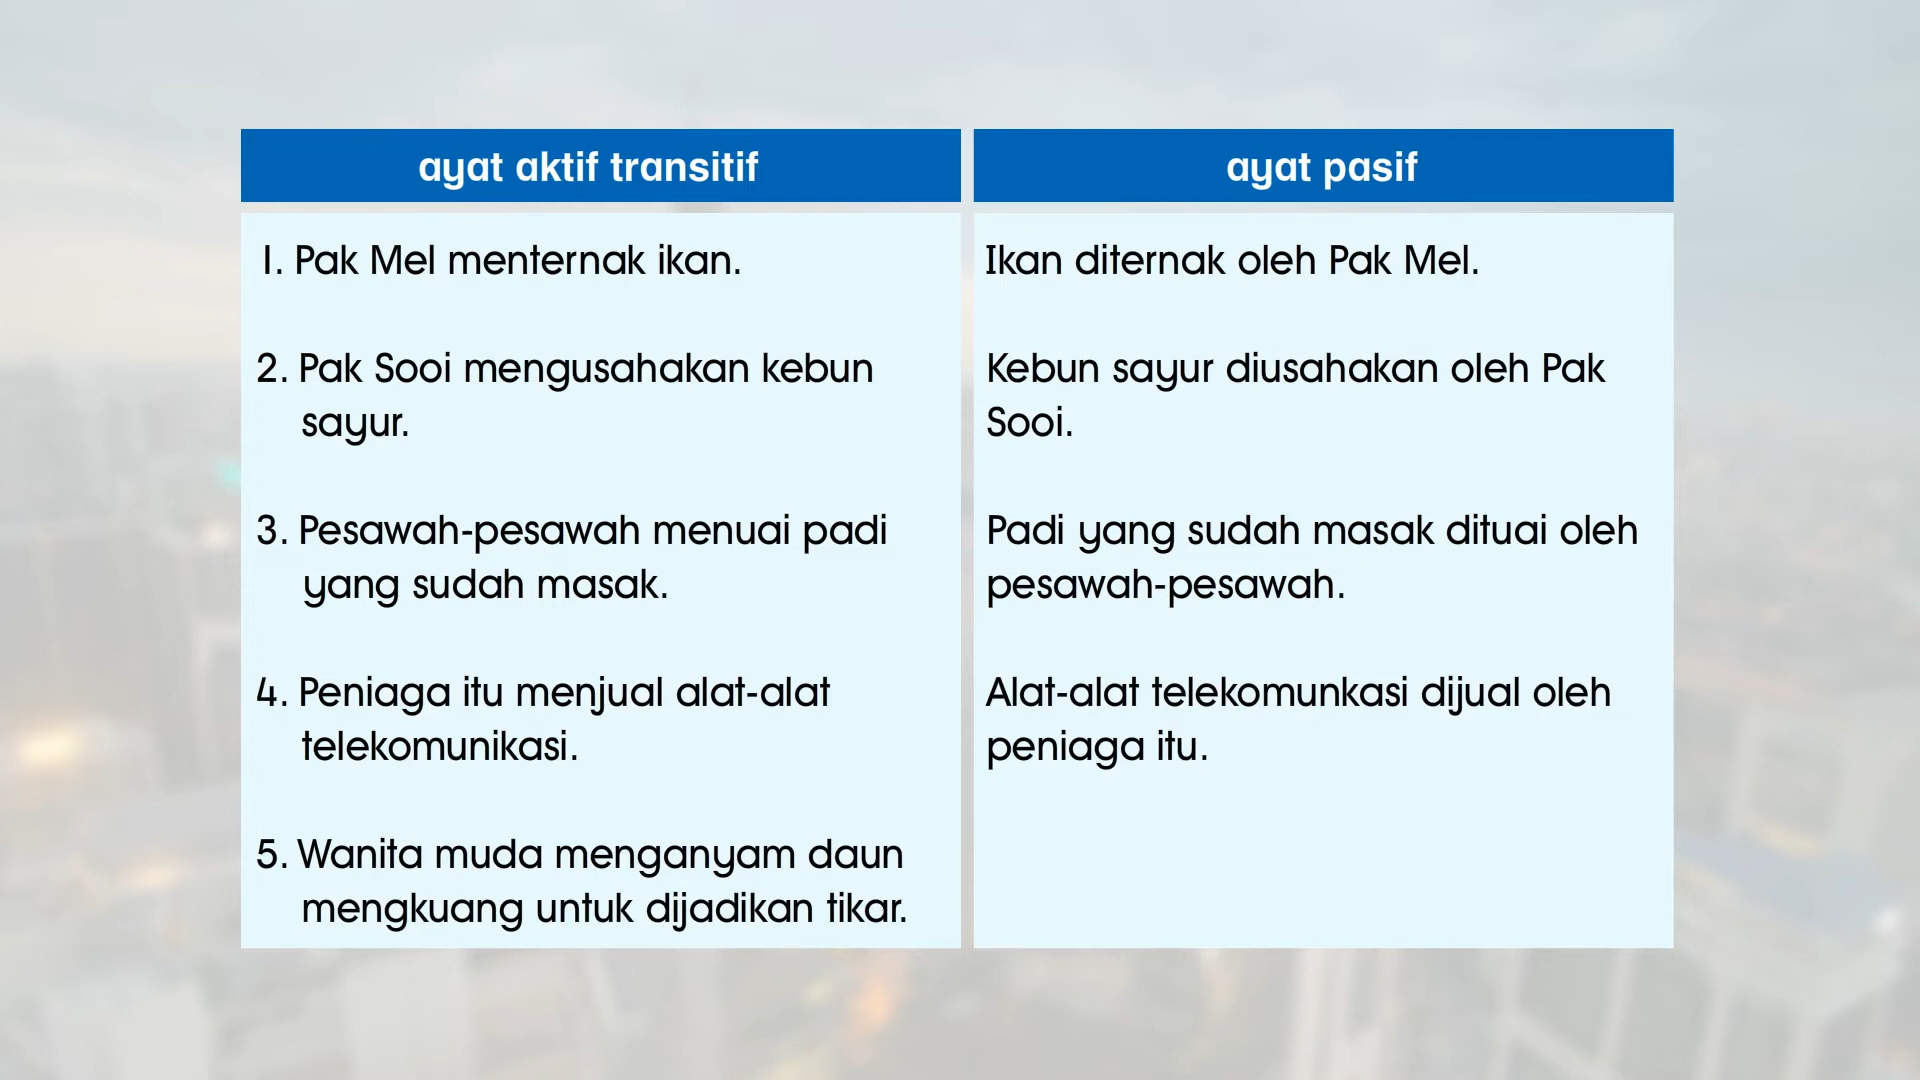 ayat aktif transitif
ayat pasif
1. Pak Mel menternak ikan.
Ikan diternak oleh Pak Mel.
2. Pak Sooi mengusahakan kebun
sayur.
Kebun sayur diusahakan oleh Pak
Sooi.
3. Pesawah-pesawah menuai padi
yang sudah masak.
Padi yang sudah masak dituai oleh
pesawah-pesawah.
4. Peniaga itu menjual alat-alat
telekomunikasi.
Alat-alat telekomunkasi dijual oleh
peniaga itu.
5. Wanita muda menganyam daun
mengkuang untuk dijadikan tikar.